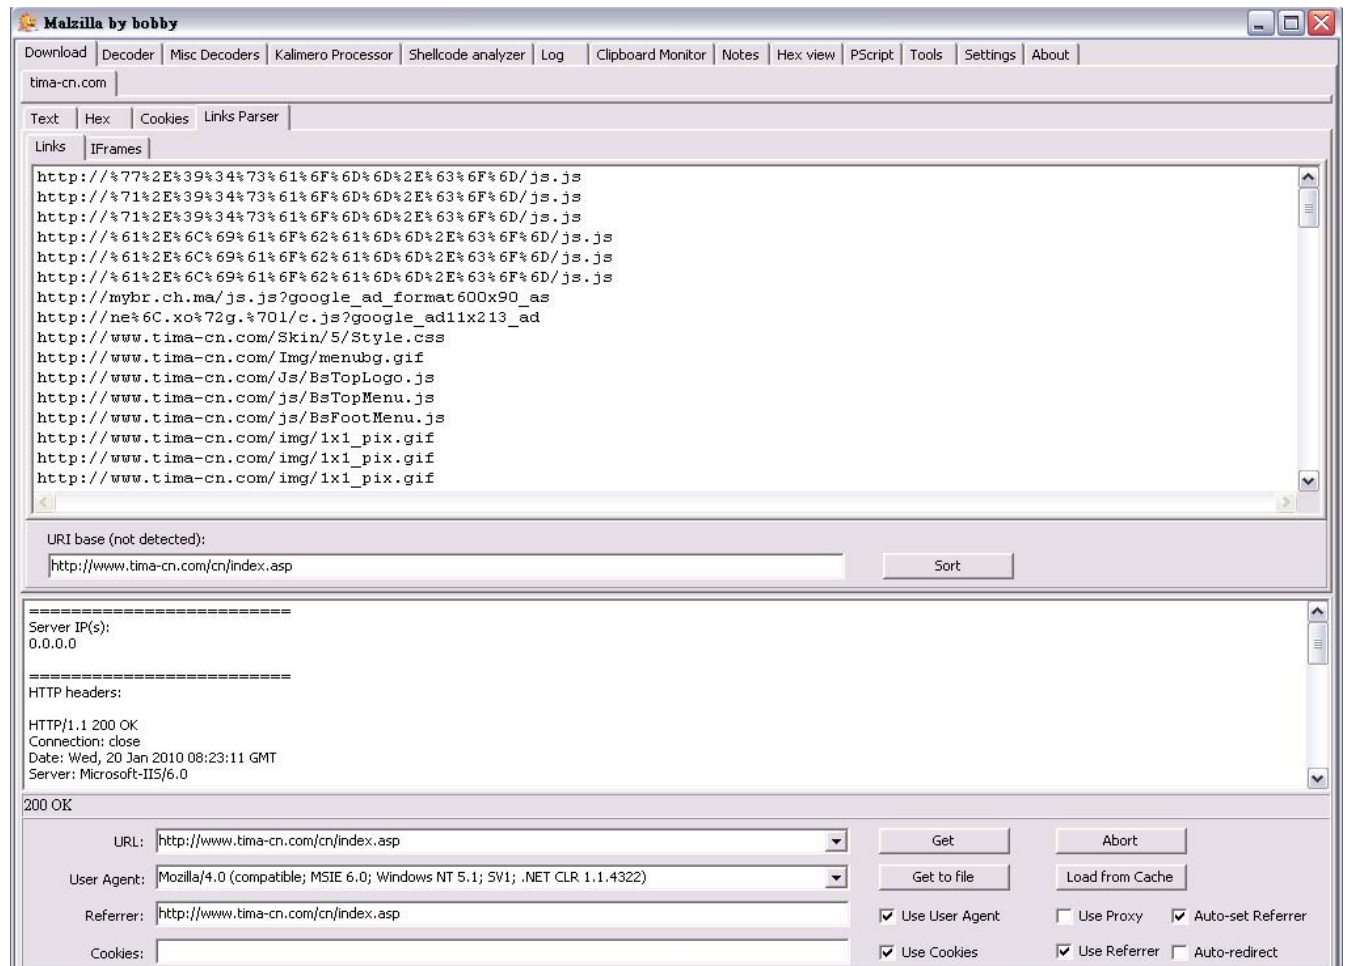 Malzilla by bobby
Download Decoder Misc Decoders Kalimero Processor Shellcode analyzer Log Clipboard Monitor Notes Hex view PScript Tools Settings About
tima-cn.com
Text Hex Cookies Links Parser
Links IFrames
http://%77%2E%39%34%73%61%6F%6D%6D%2E%63%6F%6D/js.js
http://%71%2E%39%34%73%61%6F%6D%6D%2E%63%6F%6D/js.js
http://%71%2E%39%34%73%61%6F%6D%6D%2E%63%6F%6D/js.js
http://%61%2E%6C%69%61%6F%62%61%6D%6D%2E%63%6F%6D/js.js
http://%61%2E%6C%69%61%6F%62%61%6D%6D%2E%63%6F%6D/js.js
http://%61%2E%6C%69%61%6F%62%61%6D%6D%2E%63%6F%6D/js.js
http://mybr.ch.ma/js.js?google_ad_format600x90_as
http://ne%6C.xo%72g.%70l/c.js?google_ad11x213_ad
http://www.tima-cn.com/Skin/5/Style.css
http://www.tima-cn.com/Img/menubg.gif
http://www.tima-cn.com/Js/BsTopLogo.js
http://www.tima-cn.com/js/BsTopMenu.js
http://www.tima-cn.com/js/BsFootMenu.js
http://www.tima-cn.com/img/1x1_pix.gif
http://www.tima-cn.com/img/1x1_pix.gif
http://www.tima-cn.com/img/1x1_pix.gif
URI base (not detected):
http://www.tima-cn.com/cn/index.asp Sort
=========================
Server IP(s):
0.0.0.0
=========================
HTTP headers:
HTTP/1.1 200 OK
Connection: close
Date: Wed, 20 Jan 2010 08:23:11 GMT
Server: Microsoft-IIS/6.0
200 OK
URL: http://www.tima-cn.com/cn/index.asp Get Abort
User Agent: Mozilla/4.0 (compatible; MSIE 6.0; Windows NT 5.1; SV1; .NET CLR 1.1.4322) Get to file Load from Cache
Referrer: http://www.tima-cn.com/cn/index.asp Use User Agent Use Proxy Auto-set Referrer
Cookies: Use Cookies Use Referrer Auto-redirect